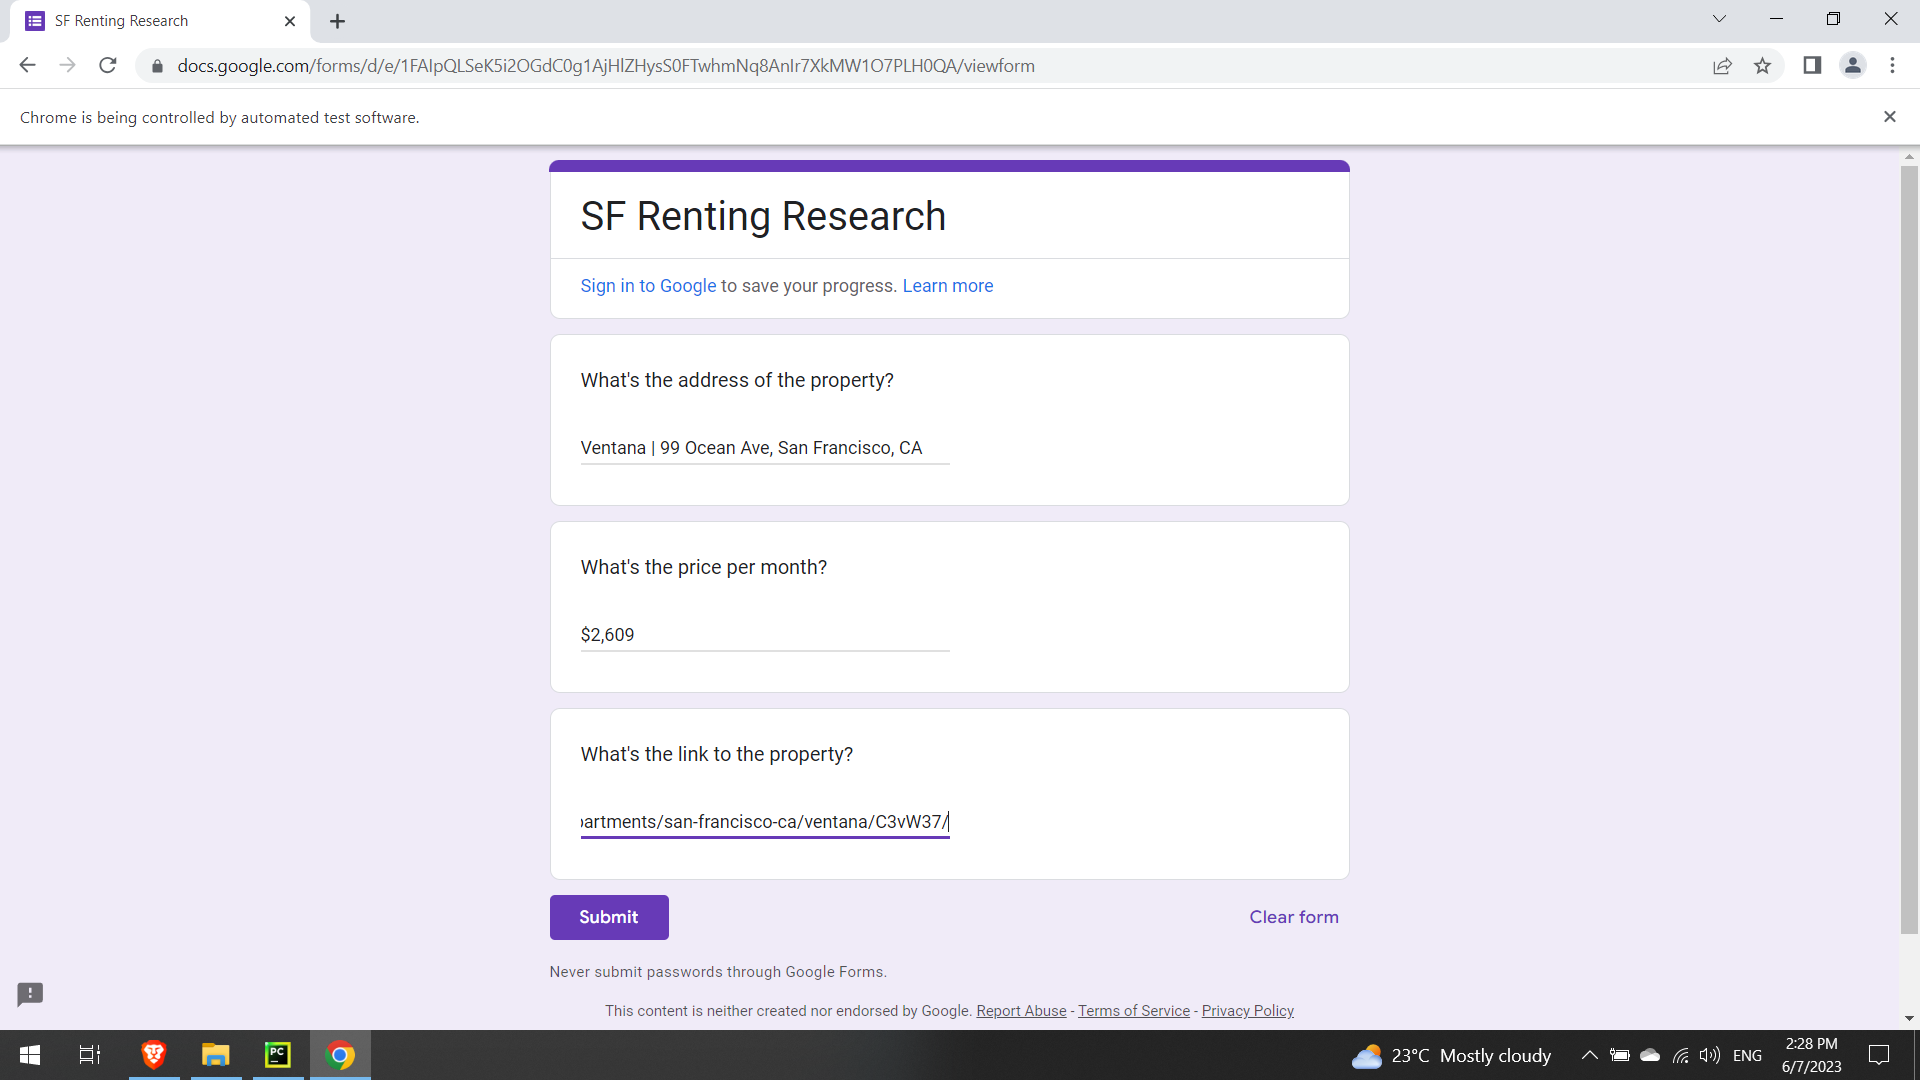 SF Renting Research
docs.google.com/forms/d/e/1FAIpQLSeK5i2OGdC0g1AjHlZHysS0FTwhmNq8AnIr7XkMW1O7PLH0QA/viewform
Chrome is being controlled by automated test software.
SF Renting Research
Sign in to Google to save your progress. Learn more
What's the address of the property?
Ventana | 99 Ocean Ave, San Francisco, CA
What's the price per month?
$2,609
What's the link to the property?
partments/san-francisco-ca/ventana/C3vW37/
Submit
Clear form
Never submit passwords through Google Forms.
This content is neither created nor endorsed by Google. Report Abuse - Terms of Service - Privacy Policy
PC
23°C Mostly cloudy
ENG
2:28 PM
6/7/2023